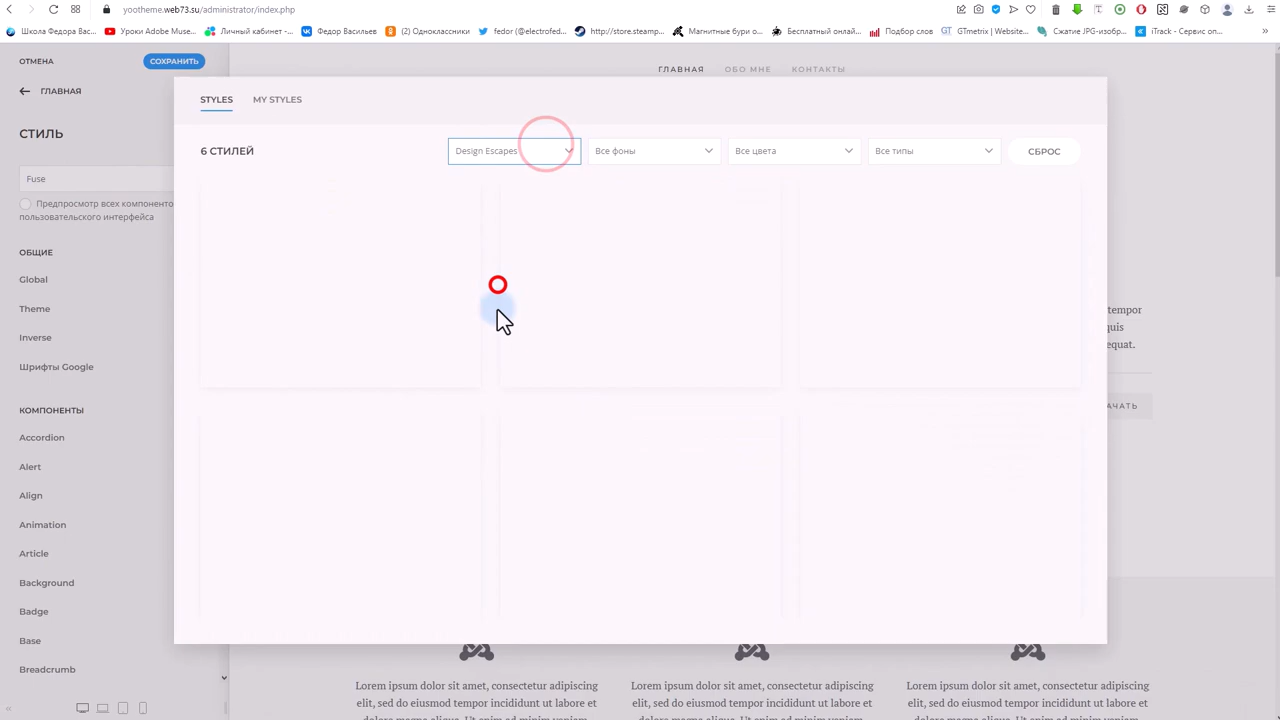 yootheme.web73.su/administrator/index.php
Школа Федора Вас...
Уроки Adobe Muse...
Личный кабинет -...
Федор Васильев
(2) Одноклассники
fedor (@electrofed...
http://store.steamp...
Магнитные бури о...
Бесплатный онлай...
Подбор слов
GTmetrix | Website...
Сжатие JPG-изобр...
iTrack - Сервис оп...
ОТМЕНА
СОХРАНИТЬ
ГЛАВНАЯ
СТИЛЬ
Fuse
Предпросмотр всех компоненто
пользовательского интерфейса
ОБЩИЕ
Global
Theme
Inverse
Шрифты Google
КОМПОНЕНТЫ
Accordion
Alert
Align
Animation
Article
Background
Badge
Base
Breadcrumb
ГЛАВНАЯ
ОБО МНЕ
КОНТАКТЫ
STYLES
MY STYLES
6 СТИЛЕЙ
Design Escapes
Все фоны
Все цвета
Все типы
СБРОС
tempor
quis
equat.
АЧАТЬ
Lorem ipsum dolor sit amet, consectetur adipiscing
elit, sed do eiusmod tempor incididunt ut labore et
Lorem ipsum dolor sit amet, consectetur adipiscing
elit, sed do eiusmod tempor incididunt ut labore et
Lorem ipsum dolor sit amet, consectetur adipiscing
elit, sed do eiusmod tempor incididunt ut labore et